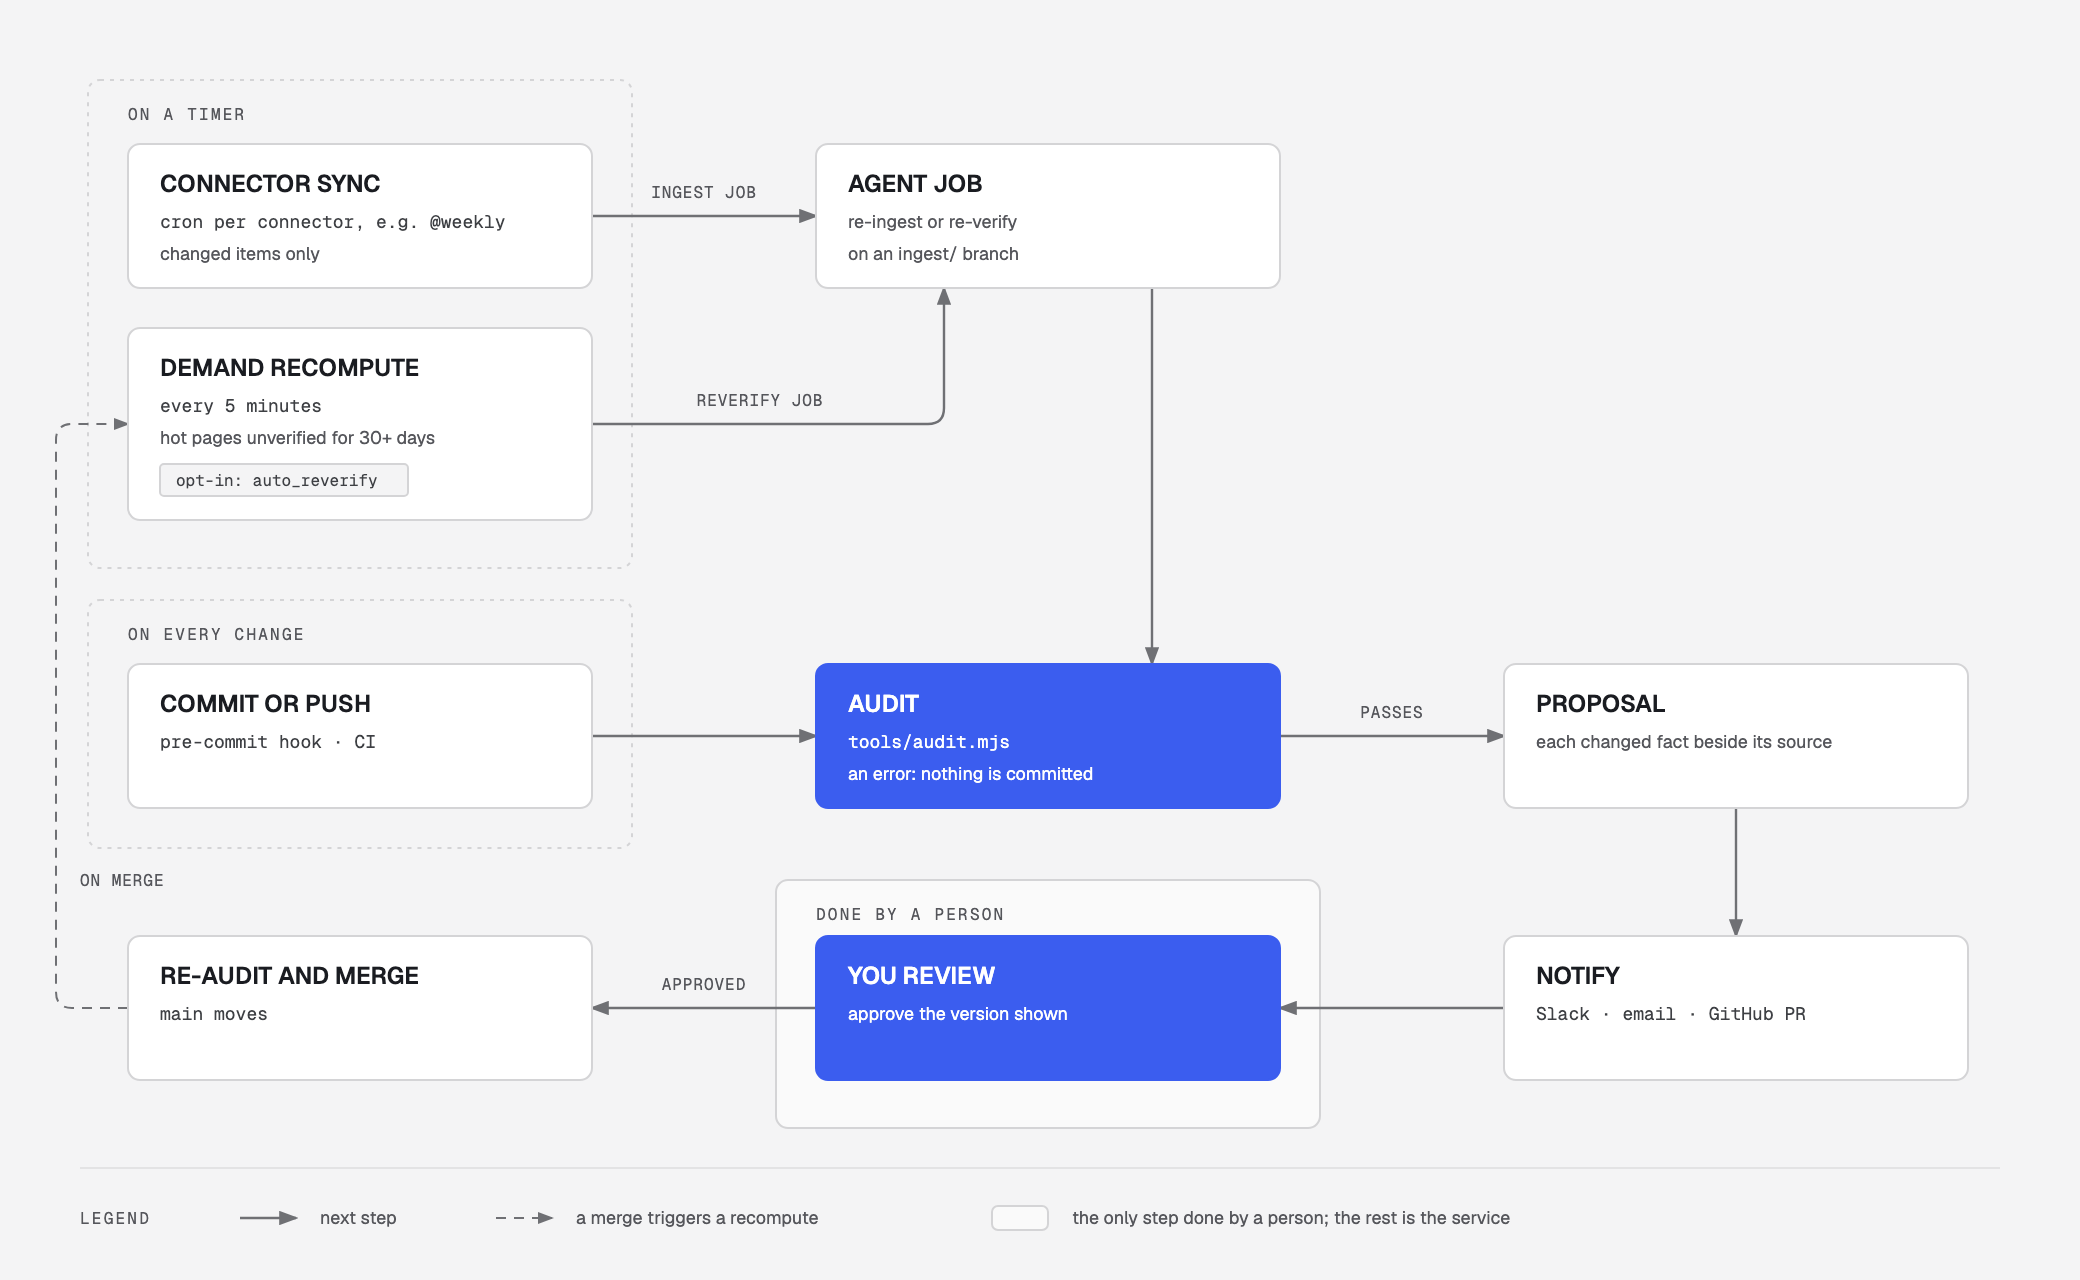 ON A TIMER
CONNECTOR SYNC
cron per connector, e.g. @weekly
changed items only
INGEST JOB
AGENT JOB
re-ingest or re-verify
on an ingest/ branch
DEMAND RECOMPUTE
every 5 minutes
hot pages unverified for 30+ days
opt-in: auto_reverify
REVERIFY JOB
ON EVERY CHANGE
COMMIT OR PUSH
pre-commit hook · CI
AUDIT
tools/audit.mjs
an error: nothing is committed
PASSES
PROPOSAL
each changed fact beside its source
ON MERGE
RE-AUDIT AND MERGE
main moves
APPROVED
DONE BY A PERSON
YOU REVIEW
approve the version shown
NOTIFY
Slack · email · GitHub PR
LEGEND
next step
a merge triggers a recompute
the only step done by a person; the rest is the service